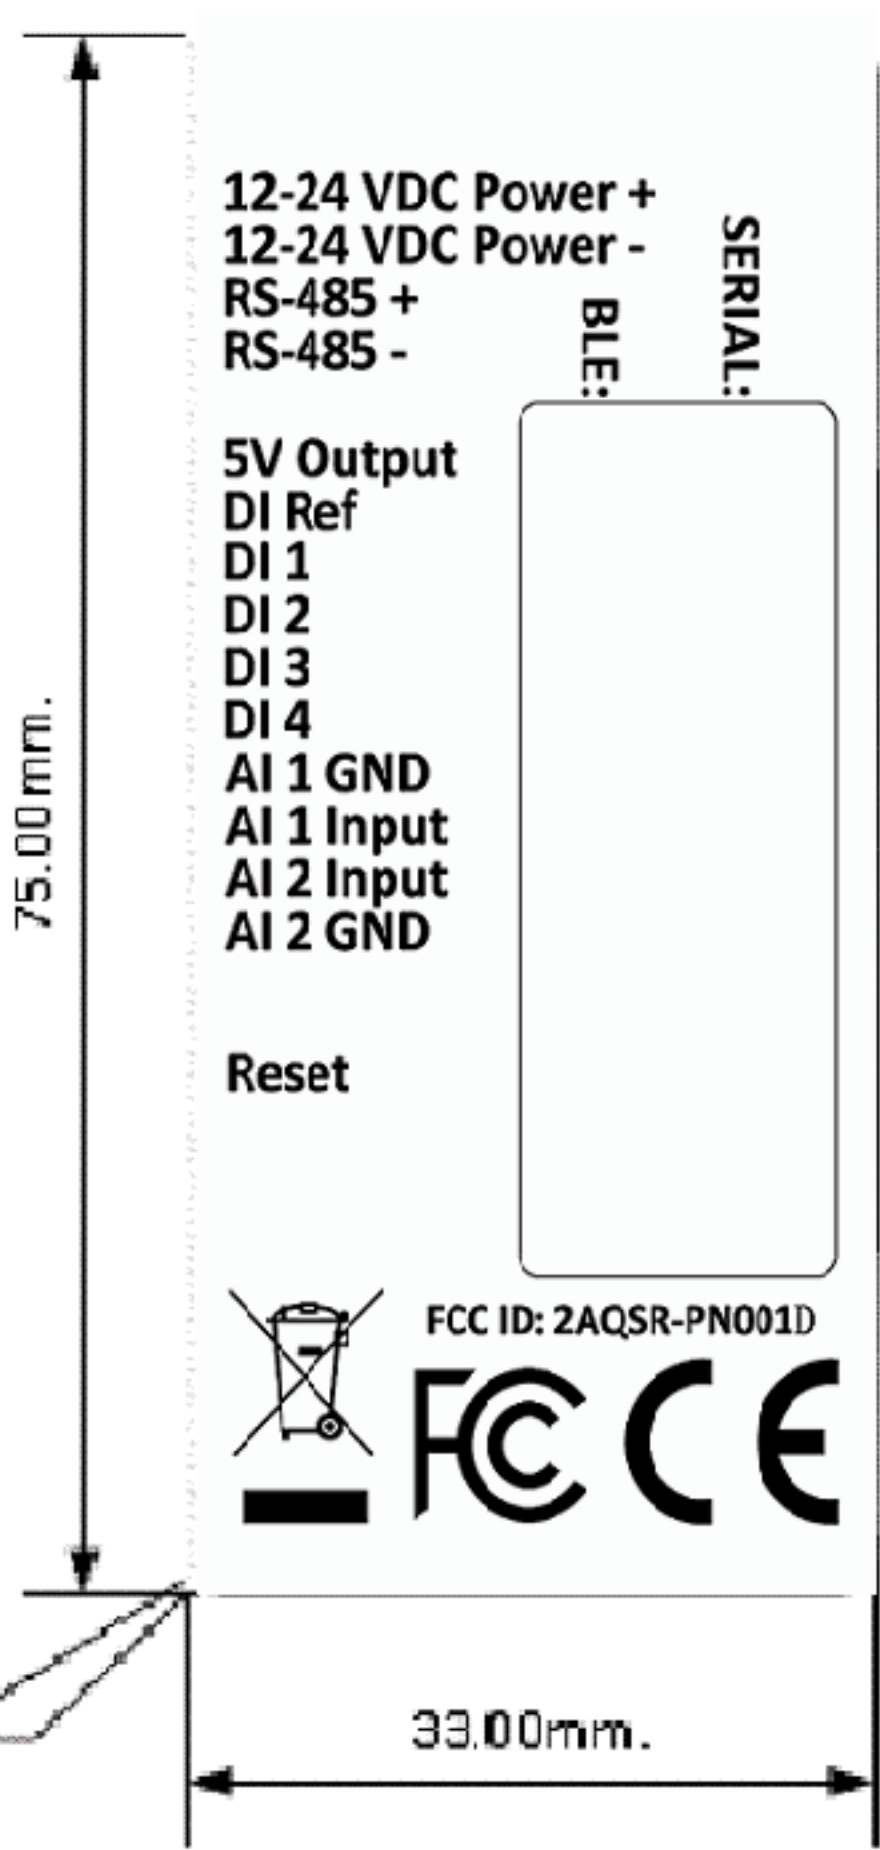 12-24 VDC Power +
12-24 VDC Power -
RS-485 +
RS-485 -
BLE:
SERIAL:
5V Output
DI Ref
DI 1
DI 2
DI 3
DI 4
AI 1 GND
AI 1 Input
AI 2 Input
AI 2 GND
Reset
FCC ID: 2AQSR-PN001D
FC CE
75.00mm.
33.00mm.